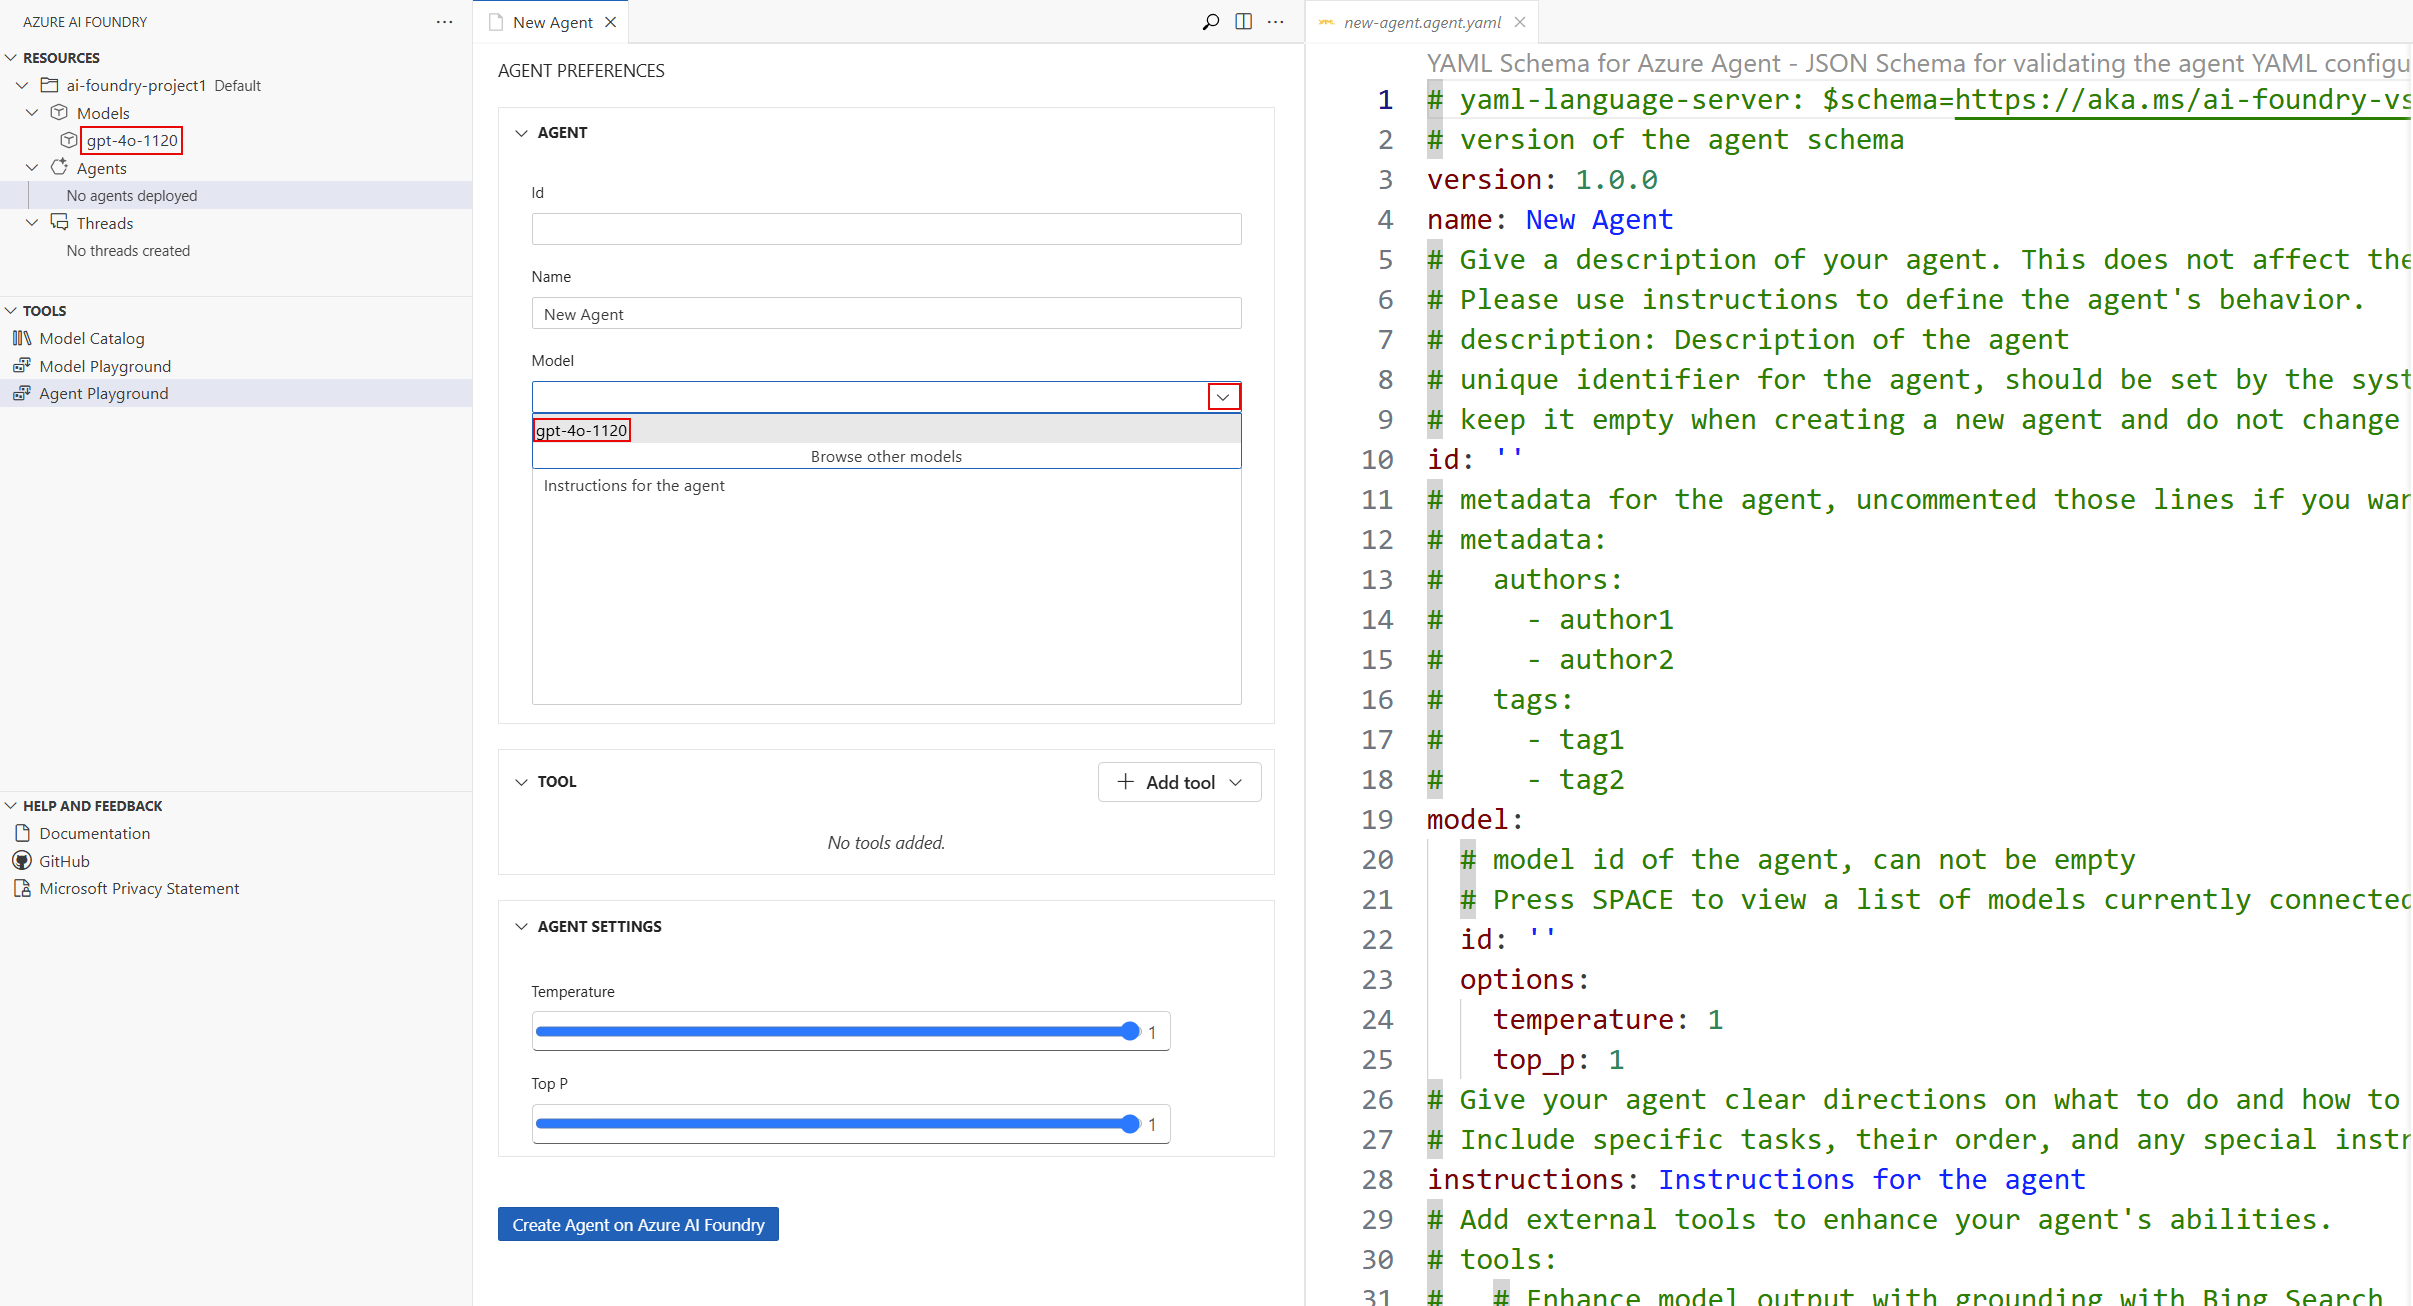 AZURE AI FOUNDRY
RESOURCES
ai-foundry-project1 Default
Models
gpt-4o-1120
Agents
No agents deployed
Threads
No threads created
TOOLS
Model Catalog
Model Playground
Agent Playground
HELP AND FEEDBACK
Documentation
GitHub
Microsoft Privacy Statement
New Agent
AGENT PREFERENCES
AGENT
Id
Name
New Agent
Model
gpt-4o-1120
Browse other models
Instructions for the agent
TOOL
Add tool
No tools added.
AGENT SETTINGS
Temperature
1
Top P
1
Create Agent on Azure AI Foundry
YAML new-agent.agent.yaml
YAML Schema for Azure Agent - JSON Schema for validating the agent YAML configu
1 # yaml-language-server: $schema=https://aka.ms/ai-foundry-vs
2 # version of the agent schema
3 version: 1.0.0
4 name: New Agent
5 # Give a description of your agent. This does not affect the
6 # Please use instructions to define the agent's behavior.
7 # description: Description of the agent
8 # unique identifier for the agent, should be set by the syst
9 # keep it empty when creating a new agent and do not change
10 id: ''
11 # metadata for the agent, uncommented those lines if you wan
12 # metadata:
13 #   authors:
14 #     - author1
15 #     - author2
16 #   tags:
17 #     - tag1
18 #     - tag2
19 model:
20   # model id of the agent, can not be empty
21   # Press SPACE to view a list of models currently connected
22   id: ''
23   options:
24     temperature: 1
25     top_p: 1
26 # Give your agent clear directions on what to do and how to
27 # Include specific tasks, their order, and any special instr
28 instructions: Instructions for the agent
29 # Add external tools to enhance your agent's abilities.
30 # tools:
31 #   # Enhance model output with grounding with Bing Search